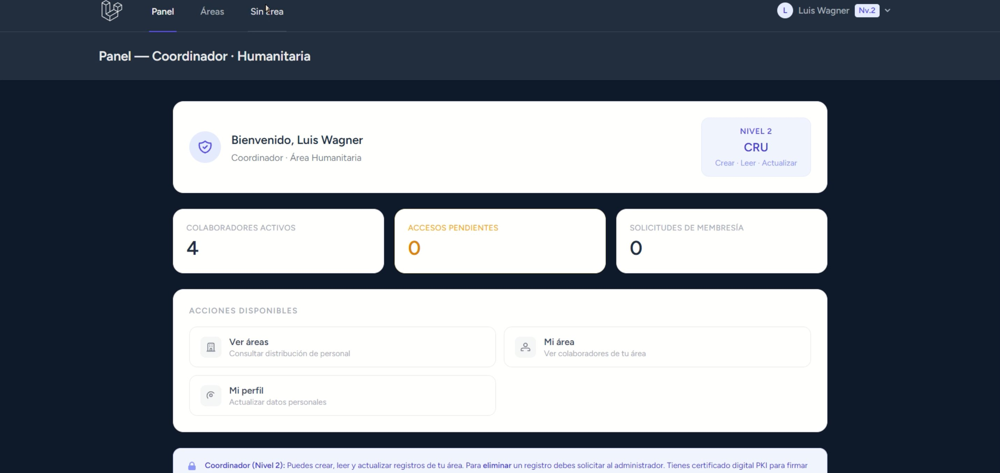 Panel
Áreas
Sin área
L
Luis Wagner
Nv.2
Panel — Coordinador · Humanitaria
Bienvenido, Luis Wagner
Coordinador · Área Humanitaria
NIVEL 2
CRU
Crear · Leer · Actualizar
COLABORADORES ACTIVOS
4
ACCESOS PENDIENTES
0
SOLICITUDES DE MEMBRESÍA
0
ACCIONES DISPONIBLES
Ver áreas
Consultar distribución de personal
Mi área
Ver colaboradores de tu área
Mi perfil
Actualizar datos personales
Coordinador (Nivel 2): Puedes crear, leer y actualizar registros de tu área. Para eliminar un registro debes solicitar al administrador. Tienes certificado digital PKI para firmar